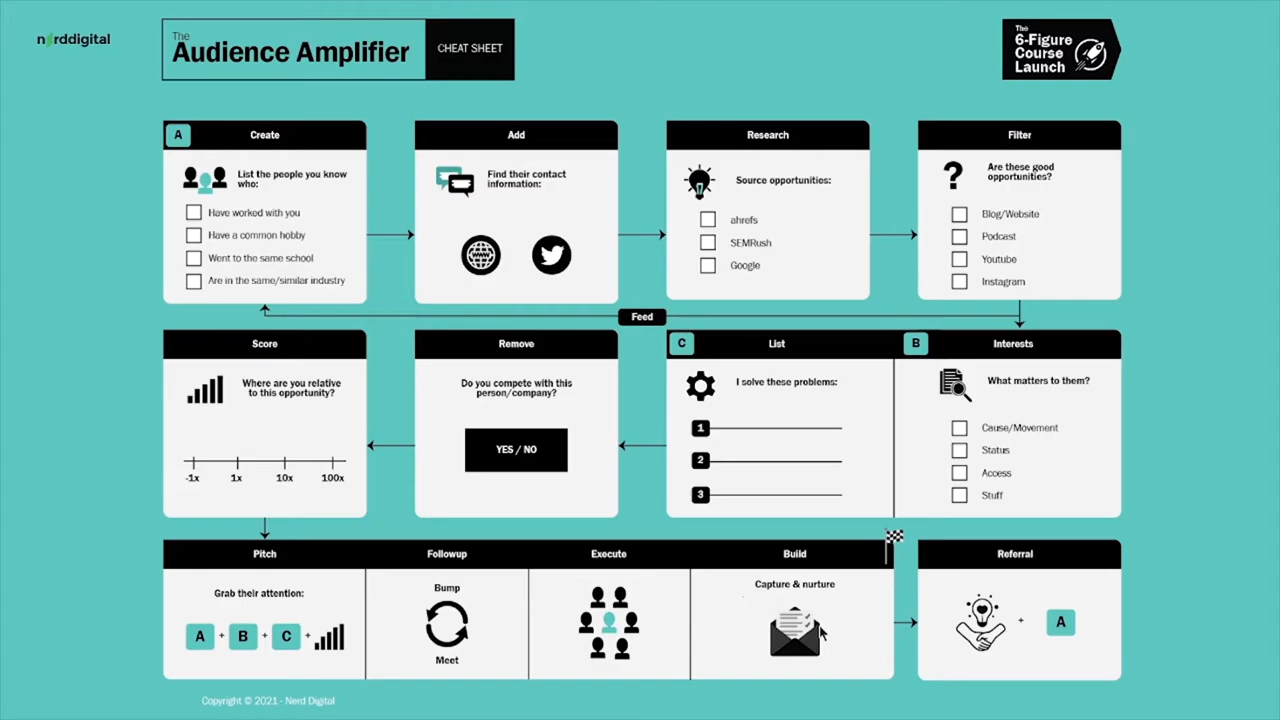 nerddigital
The
Audience Amplifier
CHEAT SHEET
The
6-Figure
Course
Launch
A
Create
List the people you know
who:
Have worked with you
Have a common hobby
Went to the same school
Are in the same/similar industry
Add
Find their contact
information:
WWW
Research
Source opportunities:
ahrefs
SEMRush
Google
Filter
Are these good
opportunities?
Blog/Website
Podcast
Youtube
Instagram
Feed
Score
Where are you relative
to this opportunity?
-1x 1x 10x 100x
Remove
Do you compete with this
person/company?
YES / NO
C
List
I solve these problems:
1
2
3
B
Interests
What matters to them?
Cause/Movement
Status
Access
Stuff
Pitch
Grab their attention:
A + B + C +
Followup
Bump
Meet
Execute
Build
Capture & nurture
Referral
+ A
Copyright © 2021 - Nerd Digital